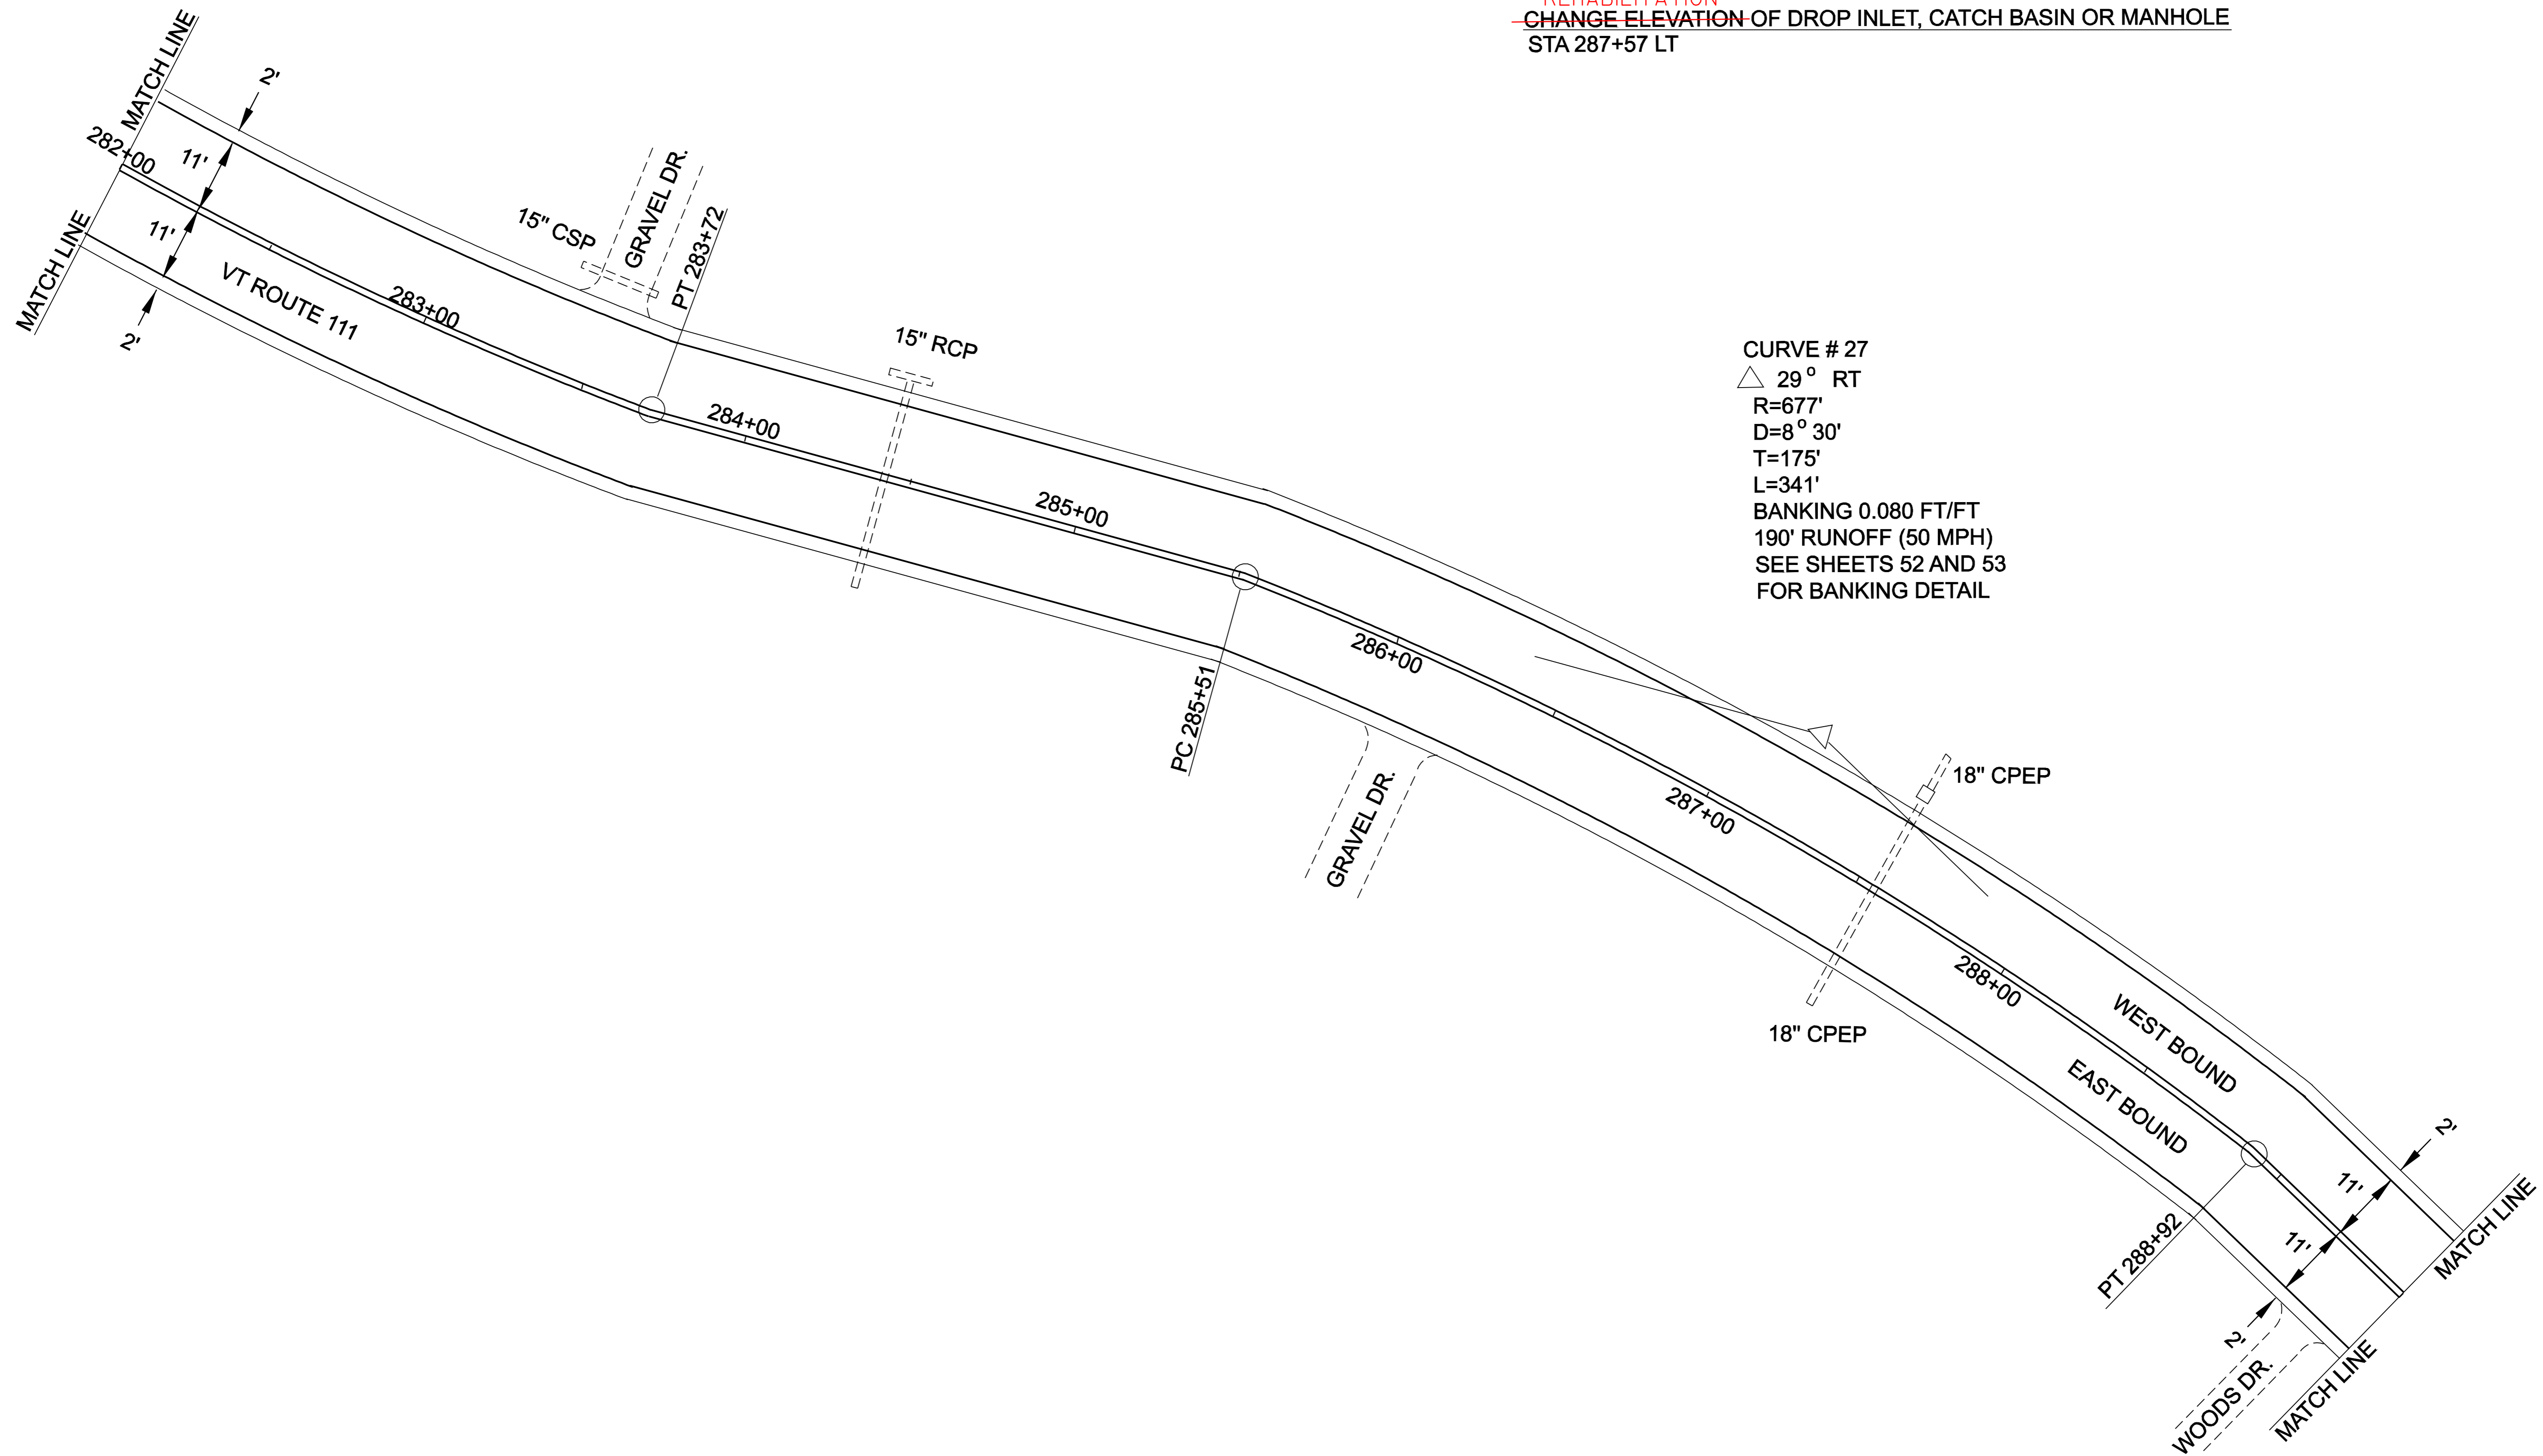 REHABILITATION
CHANGE ELEVATION OF DROP INLET, CATCH BASIN OR MANHOLE
STA 287+57 LT
MATCH LINE
2'
282+00
11'
11'
MATCH LINE
2'
VT ROUTE 111
283+00
15" CSP
GRAVEL DR.
PT 283+72
284+00
15" RCP
285+00
PC 285+51
286+00
GRAVEL DR.
287+00
CURVE # 27
29° RT
R=677'
D=8° 30'
T=175'
L=341'
BANKING 0.080 FT/FT
190' RUNOFF (50 MPH)
SEE SHEETS 52 AND 53
FOR BANKING DETAIL
18" CPEP
18" CPEP
288+00
WEST BOUND
EAST BOUND
2'
11'
11'
PT 288+92
2'
MATCH LINE
MATCH LINE
WOODS DR.